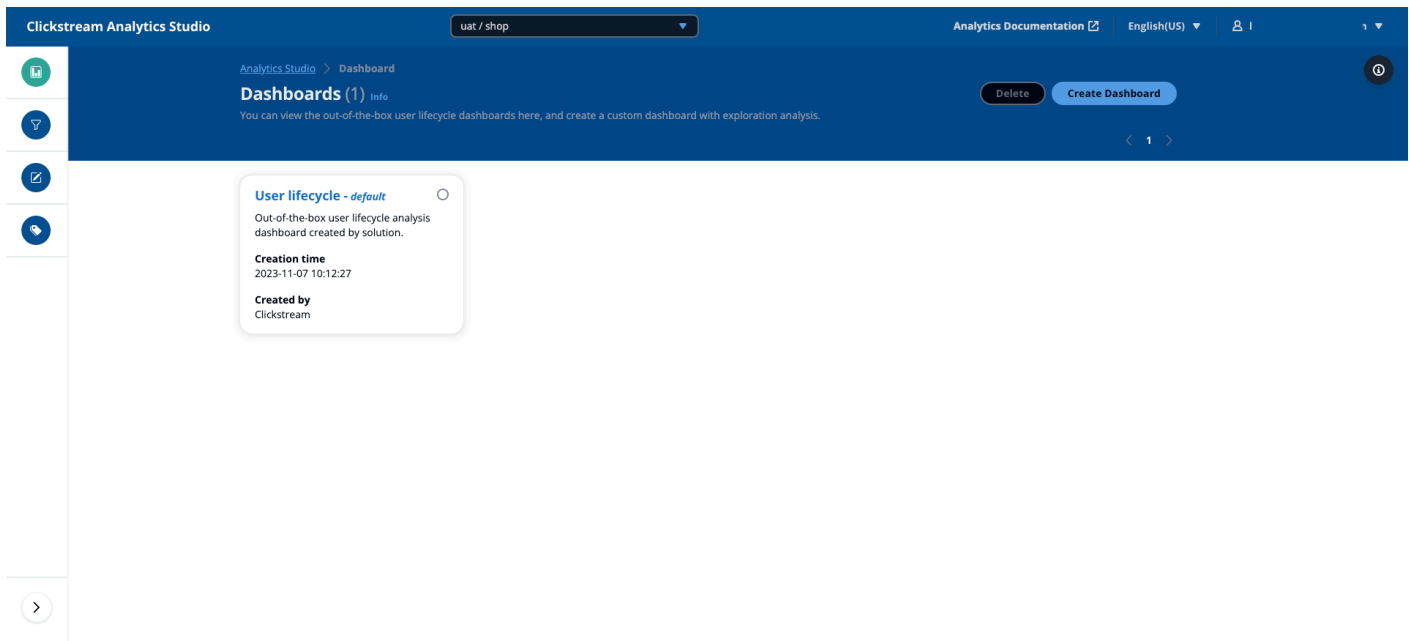 Clickstream Analytics Studio
uat / shop
Analytics Documentation
English(US)
Analytics Studio > Dashboard
Dashboards (1) Info
Delete
Create Dashboard
You can view the out-of-the-box user lifecycle dashboards here, and create a custom dashboard with exploration analysis.
< 1 >
User lifecycle - default
Out-of-the-box user lifecycle analysis
dashboard created by solution.
Creation time
2023-11-07 10:12:27
Created by
Clickstream